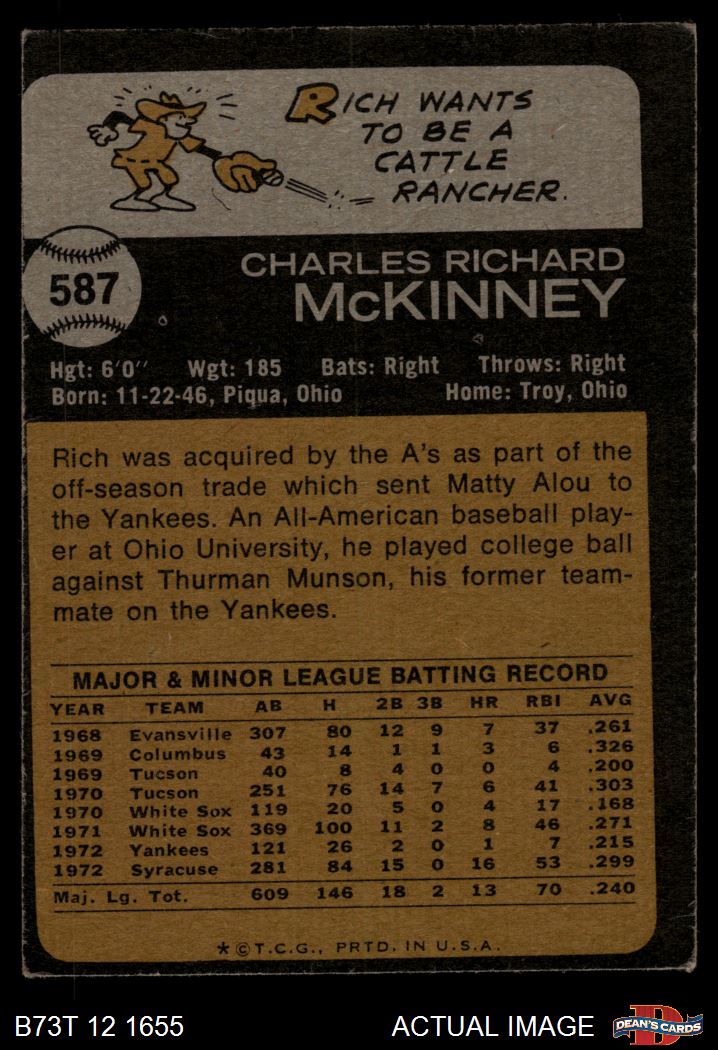 RICH WANTS
TO BE A
CATTLE
RANCHER.
587
CHARLES RICHARD
McKINNEY
Hgt: 6'0" Wgt: 185 Bats: Right Throws: Right
Born: 11-22-46, Piqua, Ohio Home: Troy, Ohio
Rich was acquired by the A's as part of the
off-season trade which sent Matty Alou to
the Yankees. An All-American baseball play-
er at Ohio University, he played college ball
against Thurman Munson, his former team-
mate on the Yankees.
MAJOR & MINOR LEAGUE BATTING RECORD
YEAR TEAM AB H 2B 3B HR RBI AVG
1968 Evansville 307 80 12 9 7 37 .261
1969 Columbus 43 14 1 1 3 6 .326
1969 Tucson 40 8 4 0 0 4 .200
1970 Tucson 251 76 14 7 6 41 .303
1970 White Sox 119 20 5 0 4 17 .168
1971 White Sox 369 100 11 2 8 46 .271
1972 Yankees 121 26 2 0 1 7 .215
1972 Syracuse 281 84 15 0 16 53 .299
Maj. Lg. Tot. 609 146 18 2 13 70 .240
*©T.C.G., PRTD. IN U.S.A.
B73T 12 1655 ACTUAL IMAGE DEAN'S CARDS